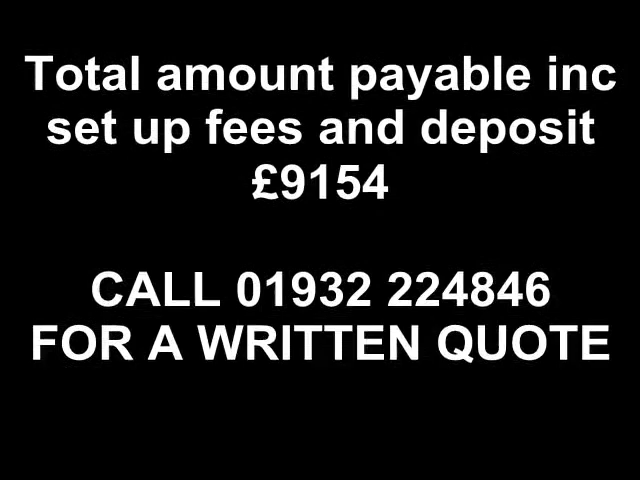 Total amount payable inc
set up fees and deposit
£9154
CALL 01932 224846
FOR A WRITTEN QUOTE